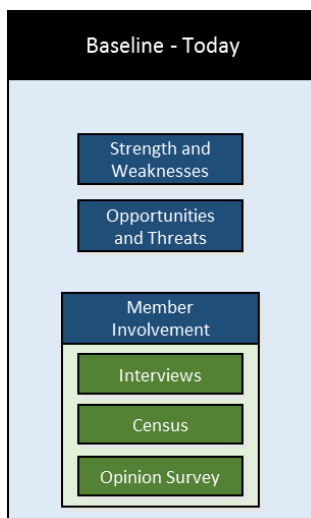 Baseline - Today
Strength and
Weaknesses
Opportunities
and Threats
Member
Involvement
Interviews
Census
Opinion Survey